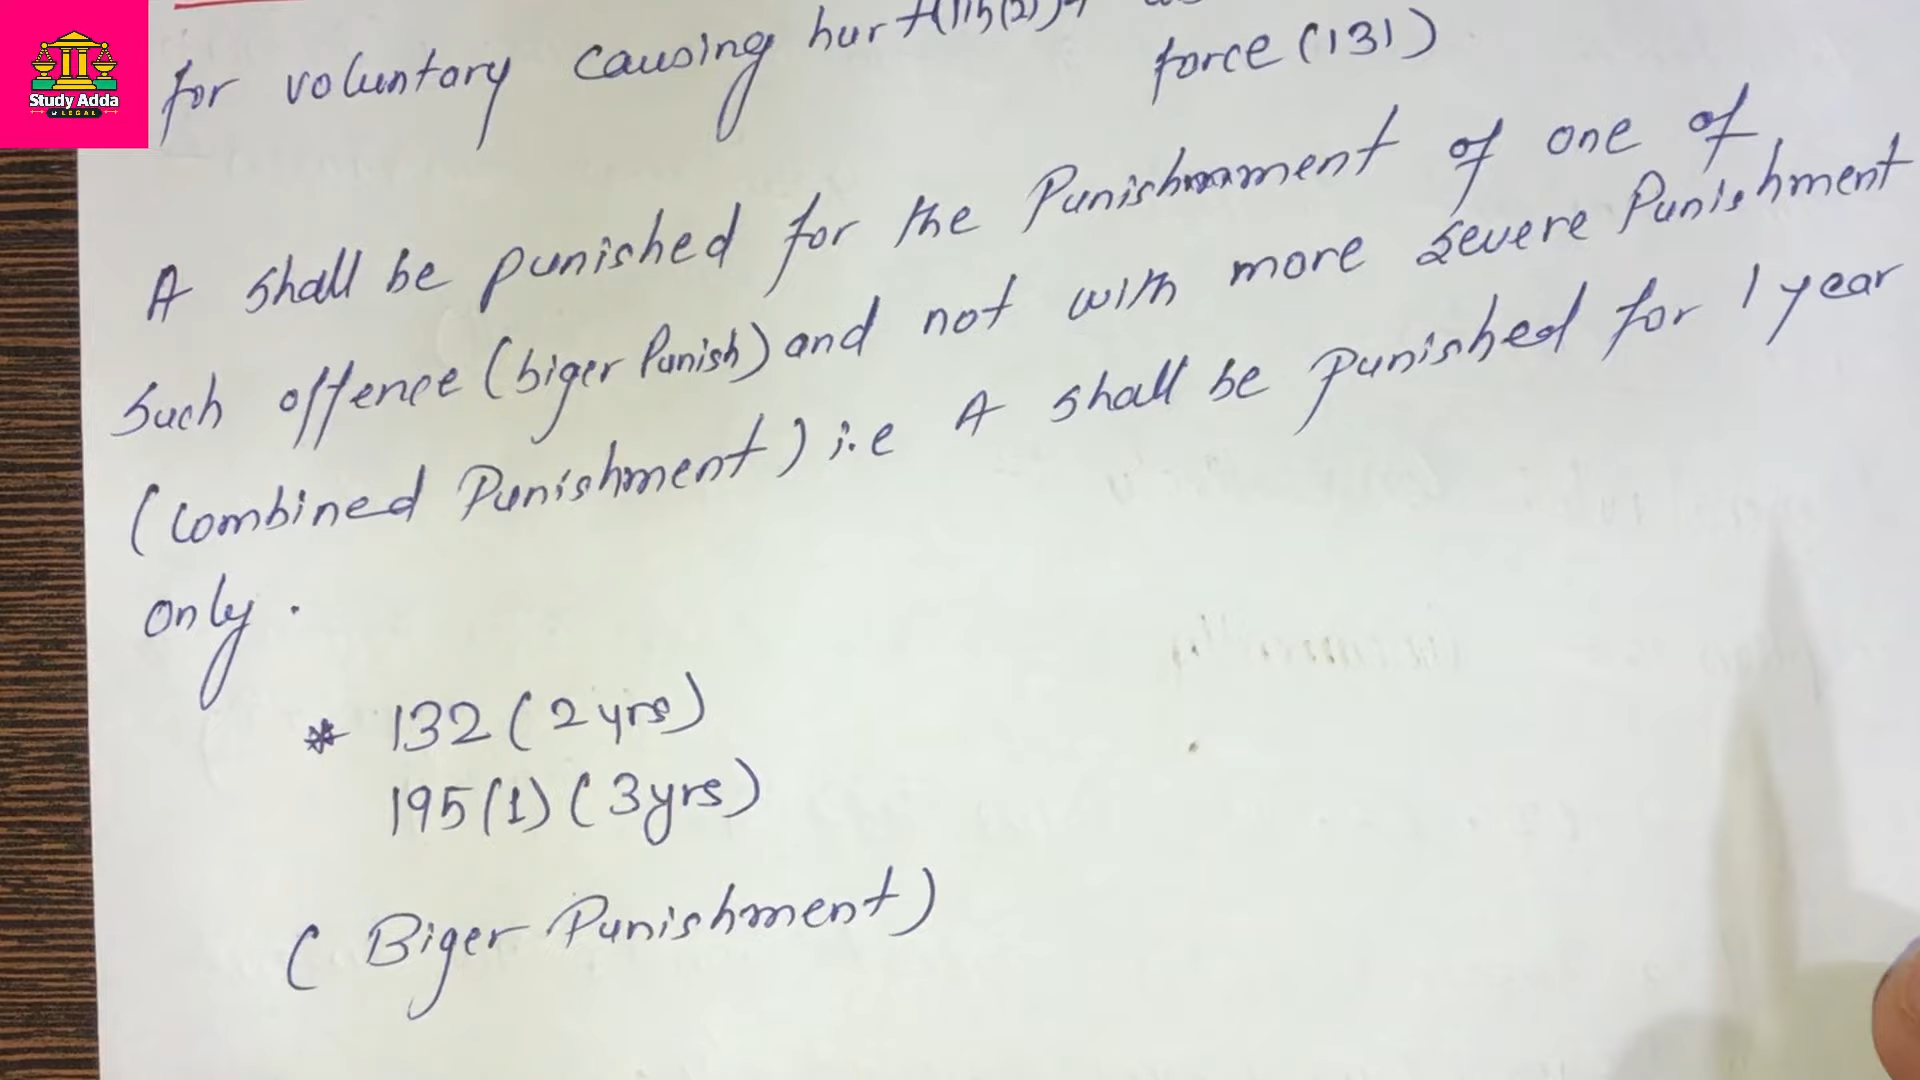 Study Adda
LEGAL
for voluntary causing hurt (115(2))
force (131)
A shall be punished for the Punishment of one of
such offence (biger Punish) and not with more severe Punishment
(Combined Punishment) i.e A shall be punished for 1 year
only.
* 132 (2 yrs)
195(1) (3yrs)
( Biger Punishment)